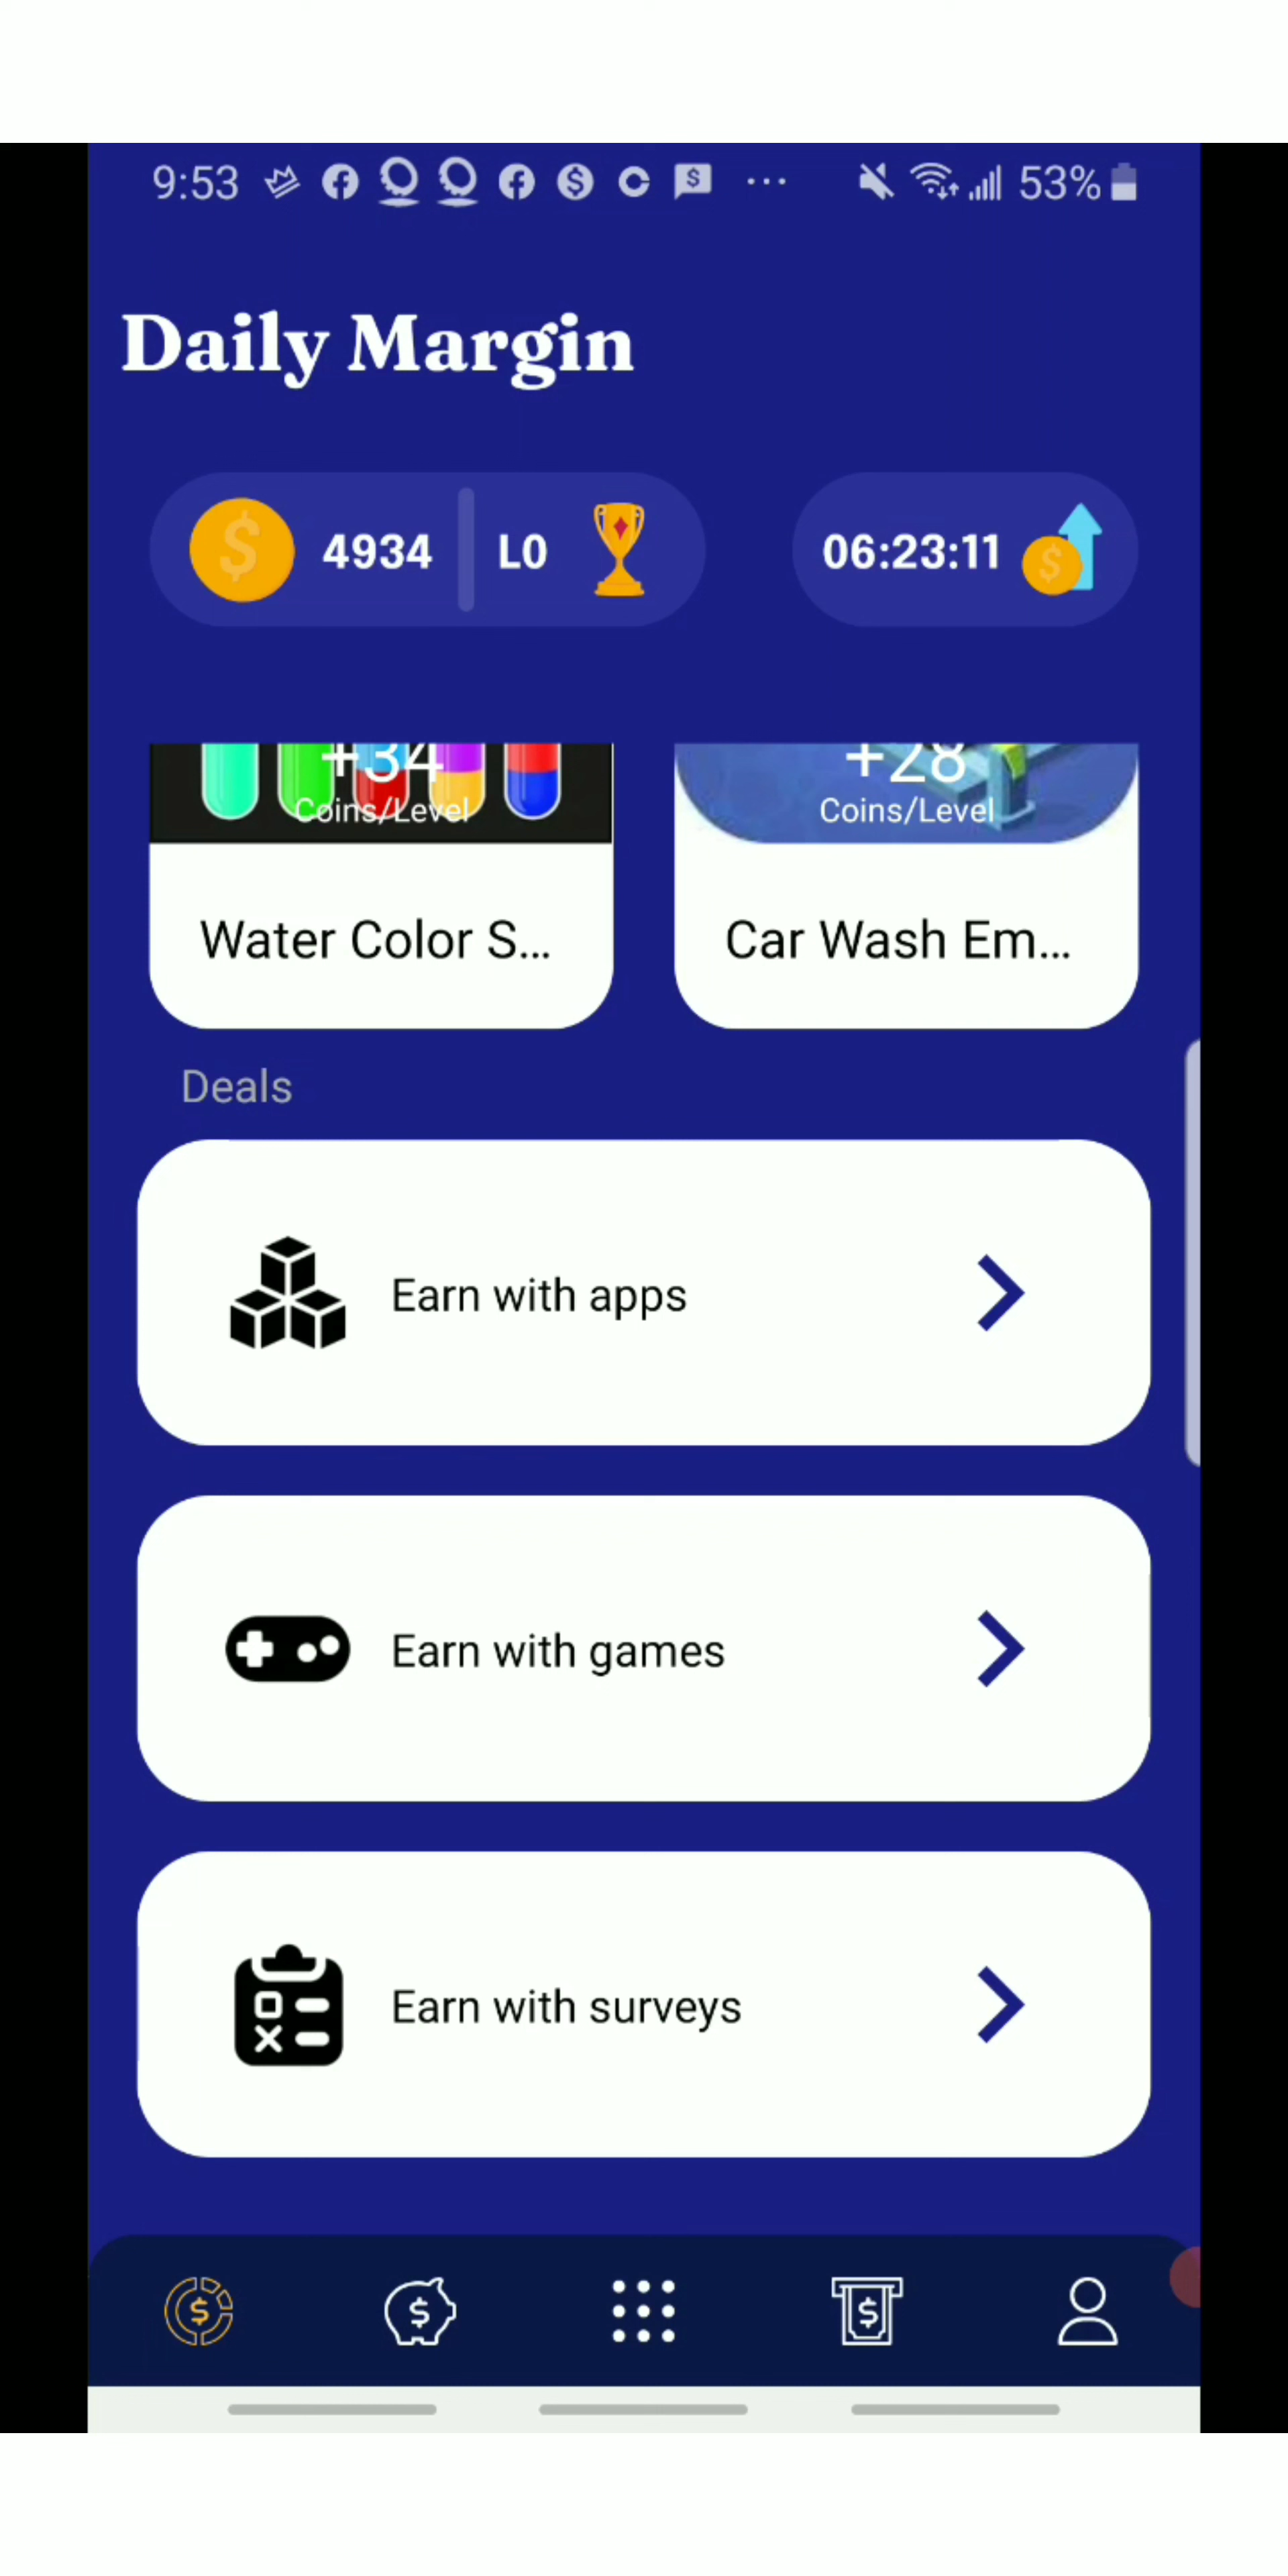 9:53 53%
Daily Margin
4934 L0 06:23:11
+34 +28
Coins/Level Coins/Level
Water Color S... Car Wash Em...
Deals
Earn with apps
Earn with games
Earn with surveys